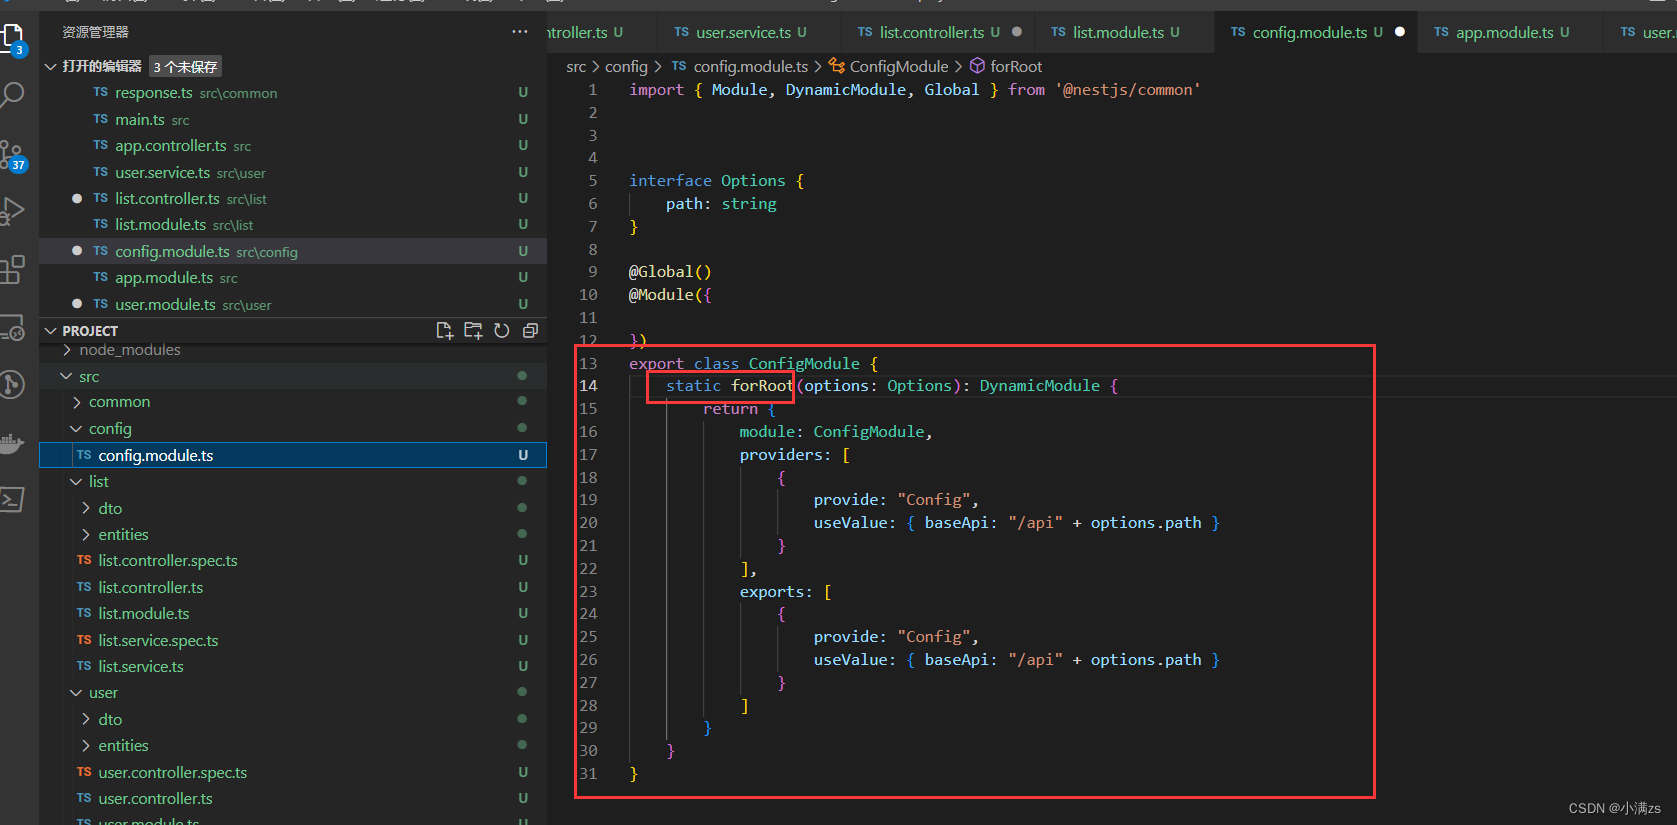 资源管理器
打开的编辑器 3 个未保存
TS response.ts src\common U
TS main.ts src U
TS app.controller.ts src U
TS user.service.ts src\user U
TS list.controller.ts src\list U
TS list.module.ts src\list U
TS config.module.ts src\config U
TS app.module.ts src U
TS user.module.ts src\user U
PROJECT
node_modules
src
common
config
TS config.module.ts U
list
dto
entities
TS list.controller.spec.ts U
TS list.controller.ts U
TS list.module.ts U
TS list.service.spec.ts U
TS list.service.ts U
user
dto
entities
TS user.controller.spec.ts U
TS user.controller.ts U
TS user.module.ts U
3
37
ntroller.ts U TS user.service.ts U TS list.controller.ts U TS list.module.ts U TS config.module.ts U TS app.module.ts U TS user.
src > config > TS config.module.ts > ConfigModule > forRoot
1 import { Module, DynamicModule, Global } from '@nestjs/common'
2
3
4
5 interface Options {
6 path: string
7 }
8
9 @Global()
10 @Module({
11
12 })
13 export class ConfigModule {
14 static forRoot(options: Options): DynamicModule {
15 return {
16 module: ConfigModule,
17 providers: [
18 {
19 provide: "Config",
20 useValue: { baseApi: "/api" + options.path }
21 }
22 ],
23 exports: [
24 {
25 provide: "Config",
26 useValue: { baseApi: "/api" + options.path }
27 }
28 ]
29 }
30 }
31 }
CSDN @小满zs